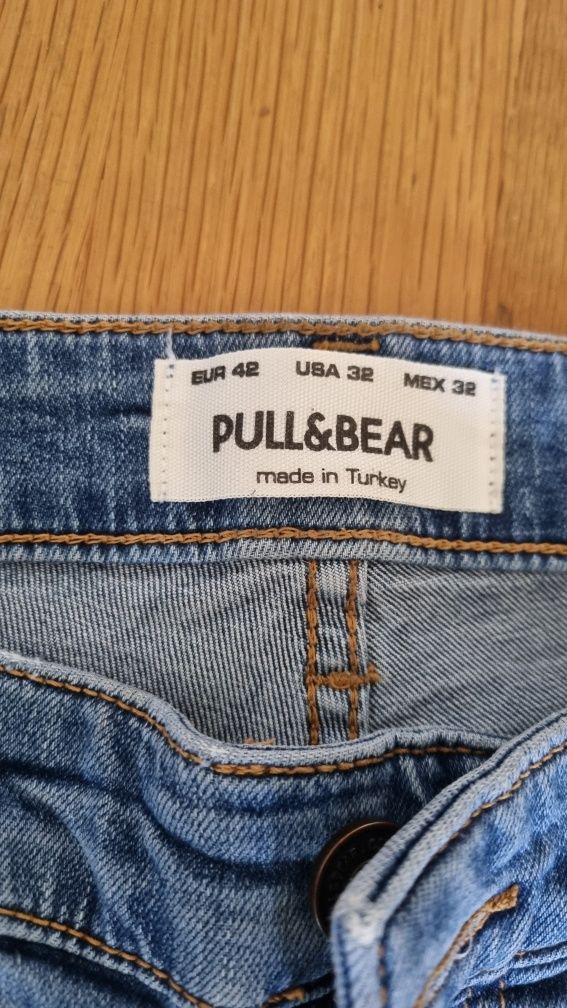 EUR 42 USA 32 MEX 32
PULL&BEAR
made in Turkey